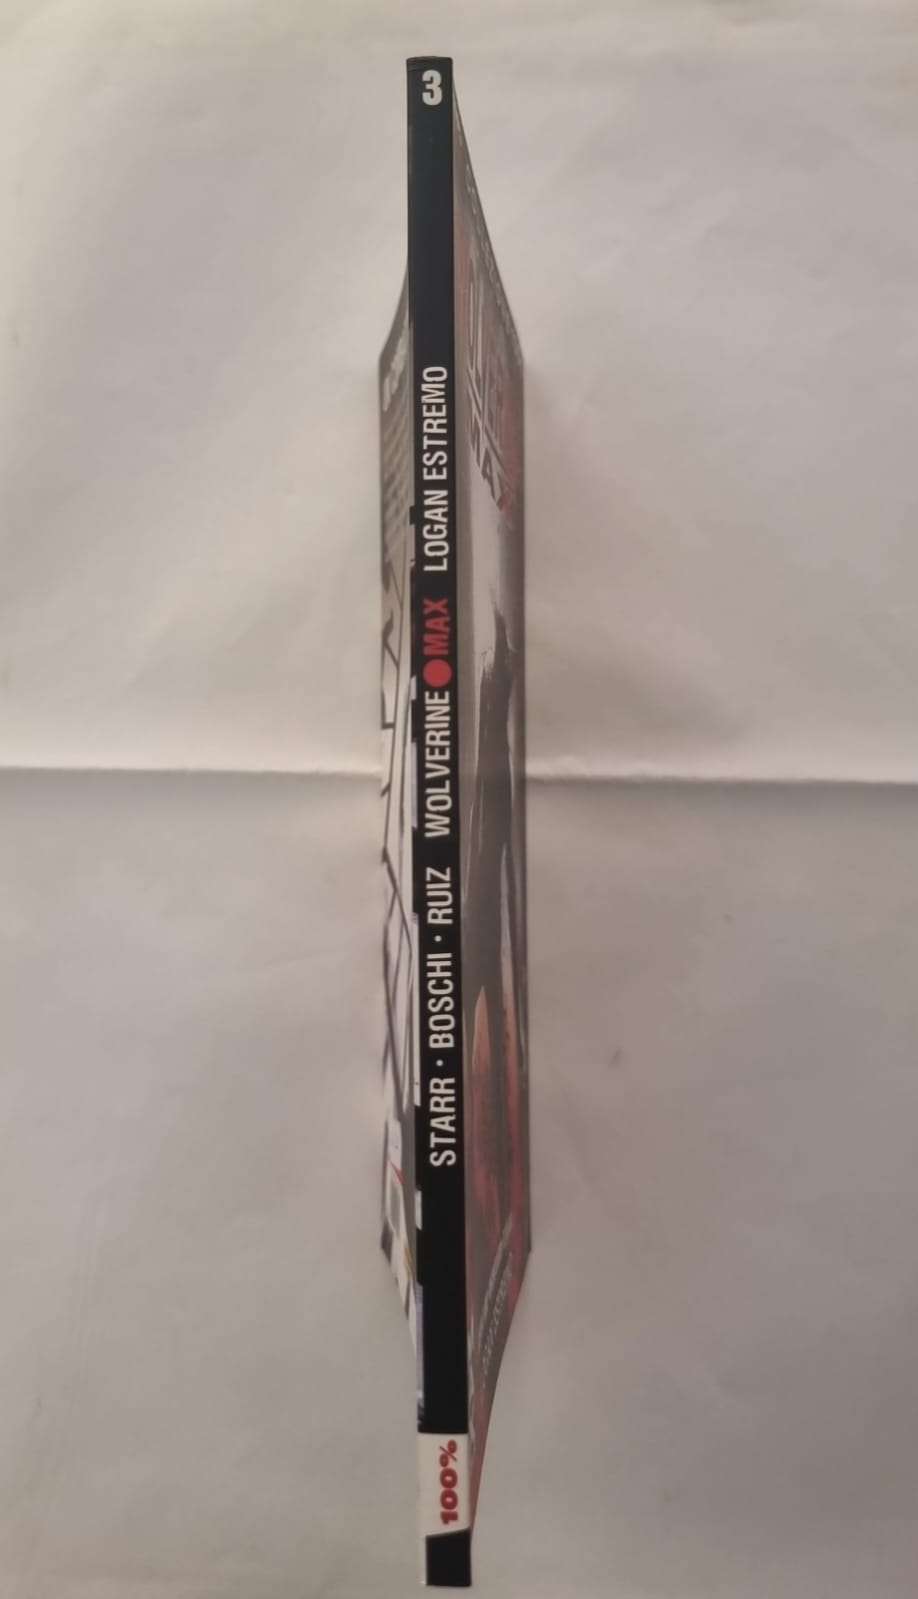 100%
STARR • BOSCHI • RUIZ WOLVERINE MAX LOGAN ESTREMO
3